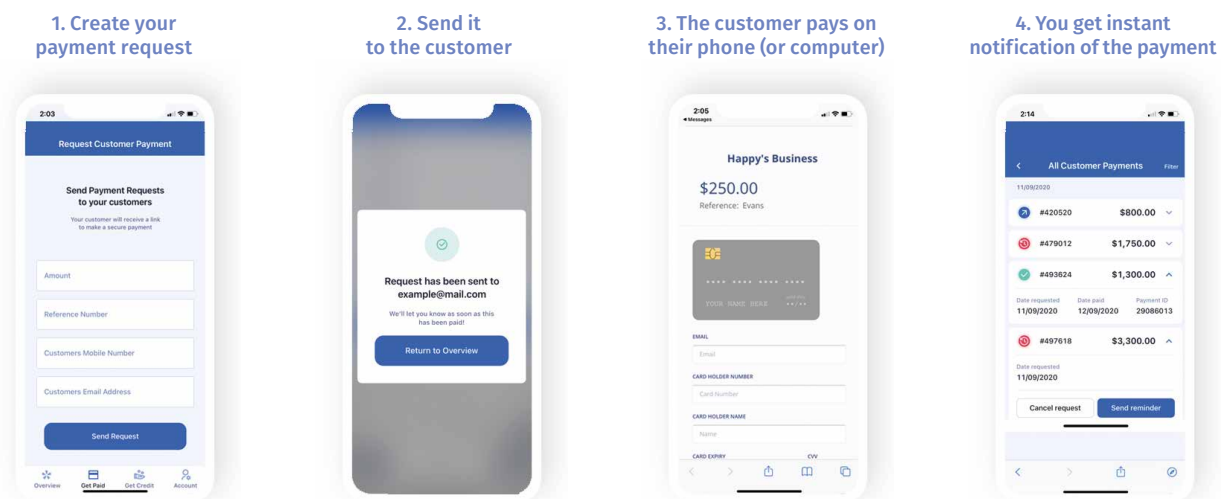 1. Create your
payment request
2. Send it
to the customer
3. The customer pays on
their phone (or computer)
4. You get instant
notification of the payment
2:03
Request Customer Payment
Send Payment Requests
to your customers
Your customer will receive a link
to make a secure payment
Amount
Reference Number
Customers Mobile Number
Customers Email Address
Send Request
Overview
Get Paid
Get Credit
Account
Request has been sent to
example@mail.com
We'll let you know as soon as this
has been paid!
Return to Overview
2:05
Messages
Happy's Business
$250.00
Reference: Evans
YOUR NAME HERE
EMAIL
Email
CARD HOLDER NUMBER
Card Number
CARD HOLDER NAME
Name
CARD EXPIRY CVV
2:14
All Customer Payments Filter
11/09/2020
#420520 $800.00
#479012 $1,750.00
#493624 $1,300.00
Date requested Date paid Payment ID
11/09/2020 12/09/2020 29086013
#497618 $3,300.00
Date requested
11/09/2020
Cancel request Send reminder